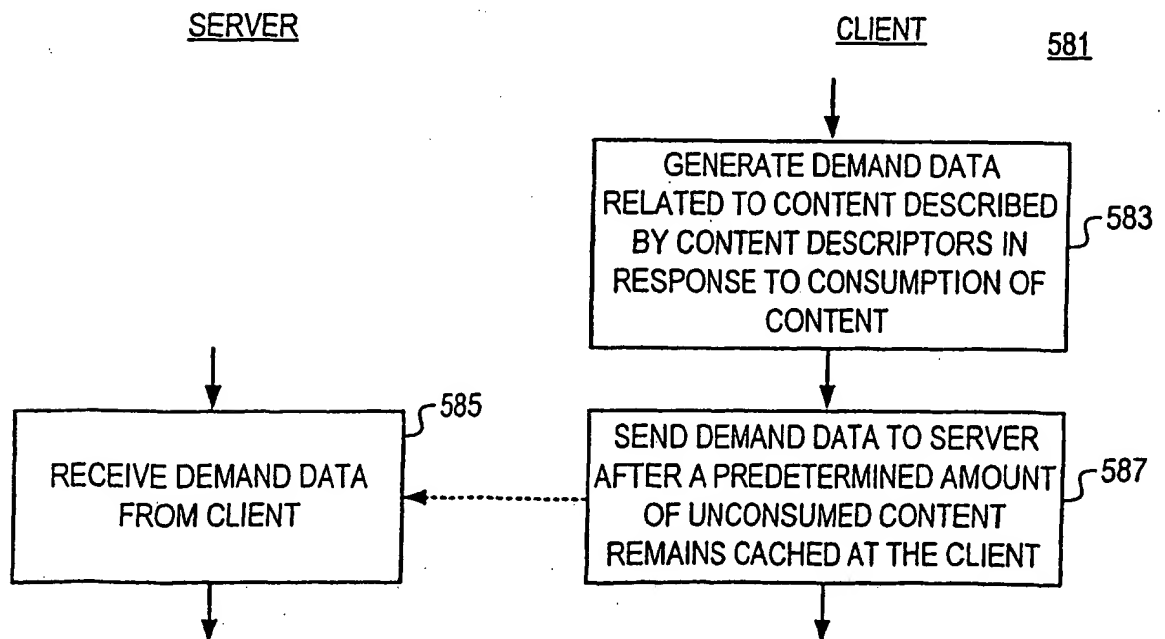 SERVER
CLIENT
581
GENERATE DEMAND DATA
RELATED TO CONTENT DESCRIBED
BY CONTENT DESCRIPTORS IN
RESPONSE TO CONSUMPTION OF
CONTENT
583
585
RECEIVE DEMAND DATA
FROM CLIENT
SEND DEMAND DATA TO SERVER
AFTER A PREDETERMINED AMOUNT
OF UNCONSUMED CONTENT
REMAINS CACHED AT THE CLIENT
587